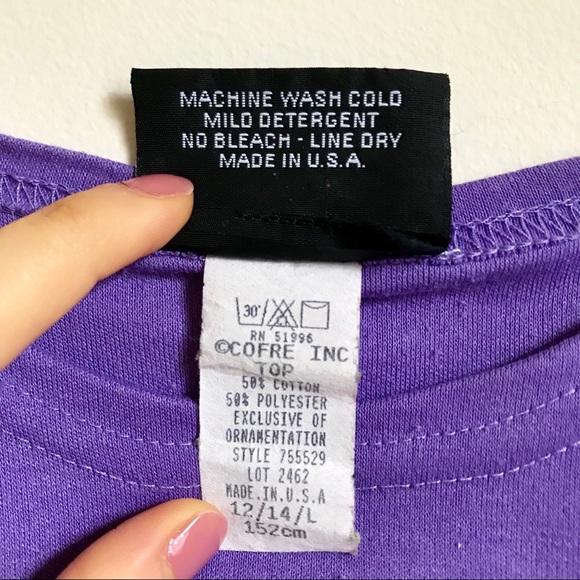 MACHINE WASH COLD
MILD DETERGENT
NO BLEACH - LINE DRY
MADE IN U.S.A.
30°
RN 51996
©COFRE INC
TOP
50% COTTON
50% POLYESTER
EXCLUSIVE OF
ORNAMENTATION
STYLE 755529
LOT 2462
MADE.IN.U.S.A
12/14/L
152cm